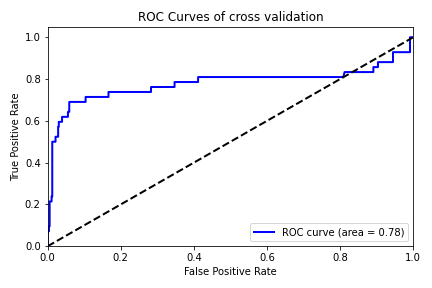 ROC Curves of cross validation
True Positive Rate
1.0
0.8
0.6
0.4
0.2
0.0
ROC curve (area = 0.78)
0.0 0.2 0.4 0.6 0.8 1.0
False Positive Rate